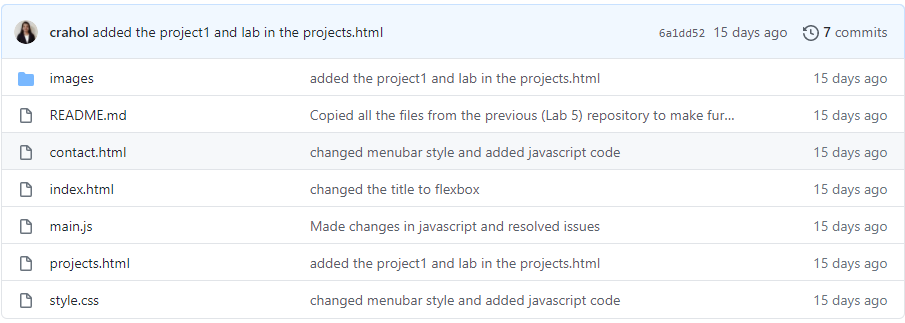 crahol added the project1 and lab in the projects.html 6a1dd52 15 days ago 7 commits
images added the project1 and lab in the projects.html 15 days ago
README.md Copied all the files from the previous (Lab 5) repository to make fur... 15 days ago
contact.html changed menubar style and added javascript code 15 days ago
index.html changed the title to flexbox 15 days ago
main.js Made changes in javascript and resolved issues 15 days ago
projects.html added the project1 and lab in the projects.html 15 days ago
style.css changed menubar style and added javascript code 15 days ago